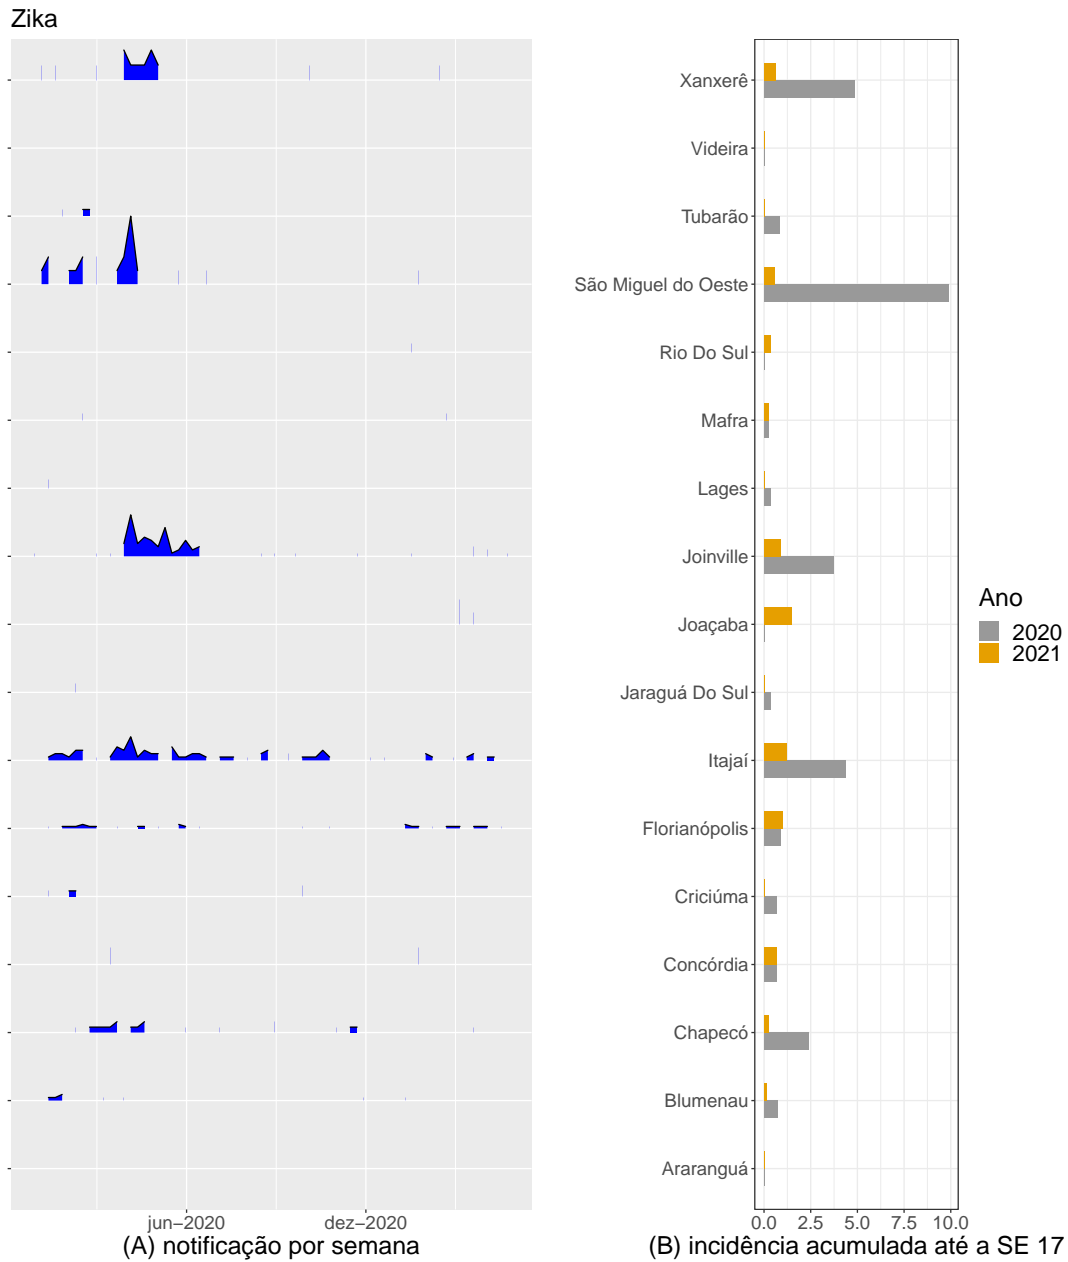 Zika
Xanxerê
Videira
Tubarão
São Miguel do Oeste
Rio Do Sul
Mafra
Lages
Joinville
Joaçaba
Jaraguá Do Sul
Itajaí
Florianópolis
Criciúma
Concórdia
Chapecó
Blumenau
Araranguá
Ano
2020
2021
jun–2020 dez–2020
(A) notificação por semana
0.0 2.5 5.0 7.5 10.0
(B) incidência acumulada até a SE 17